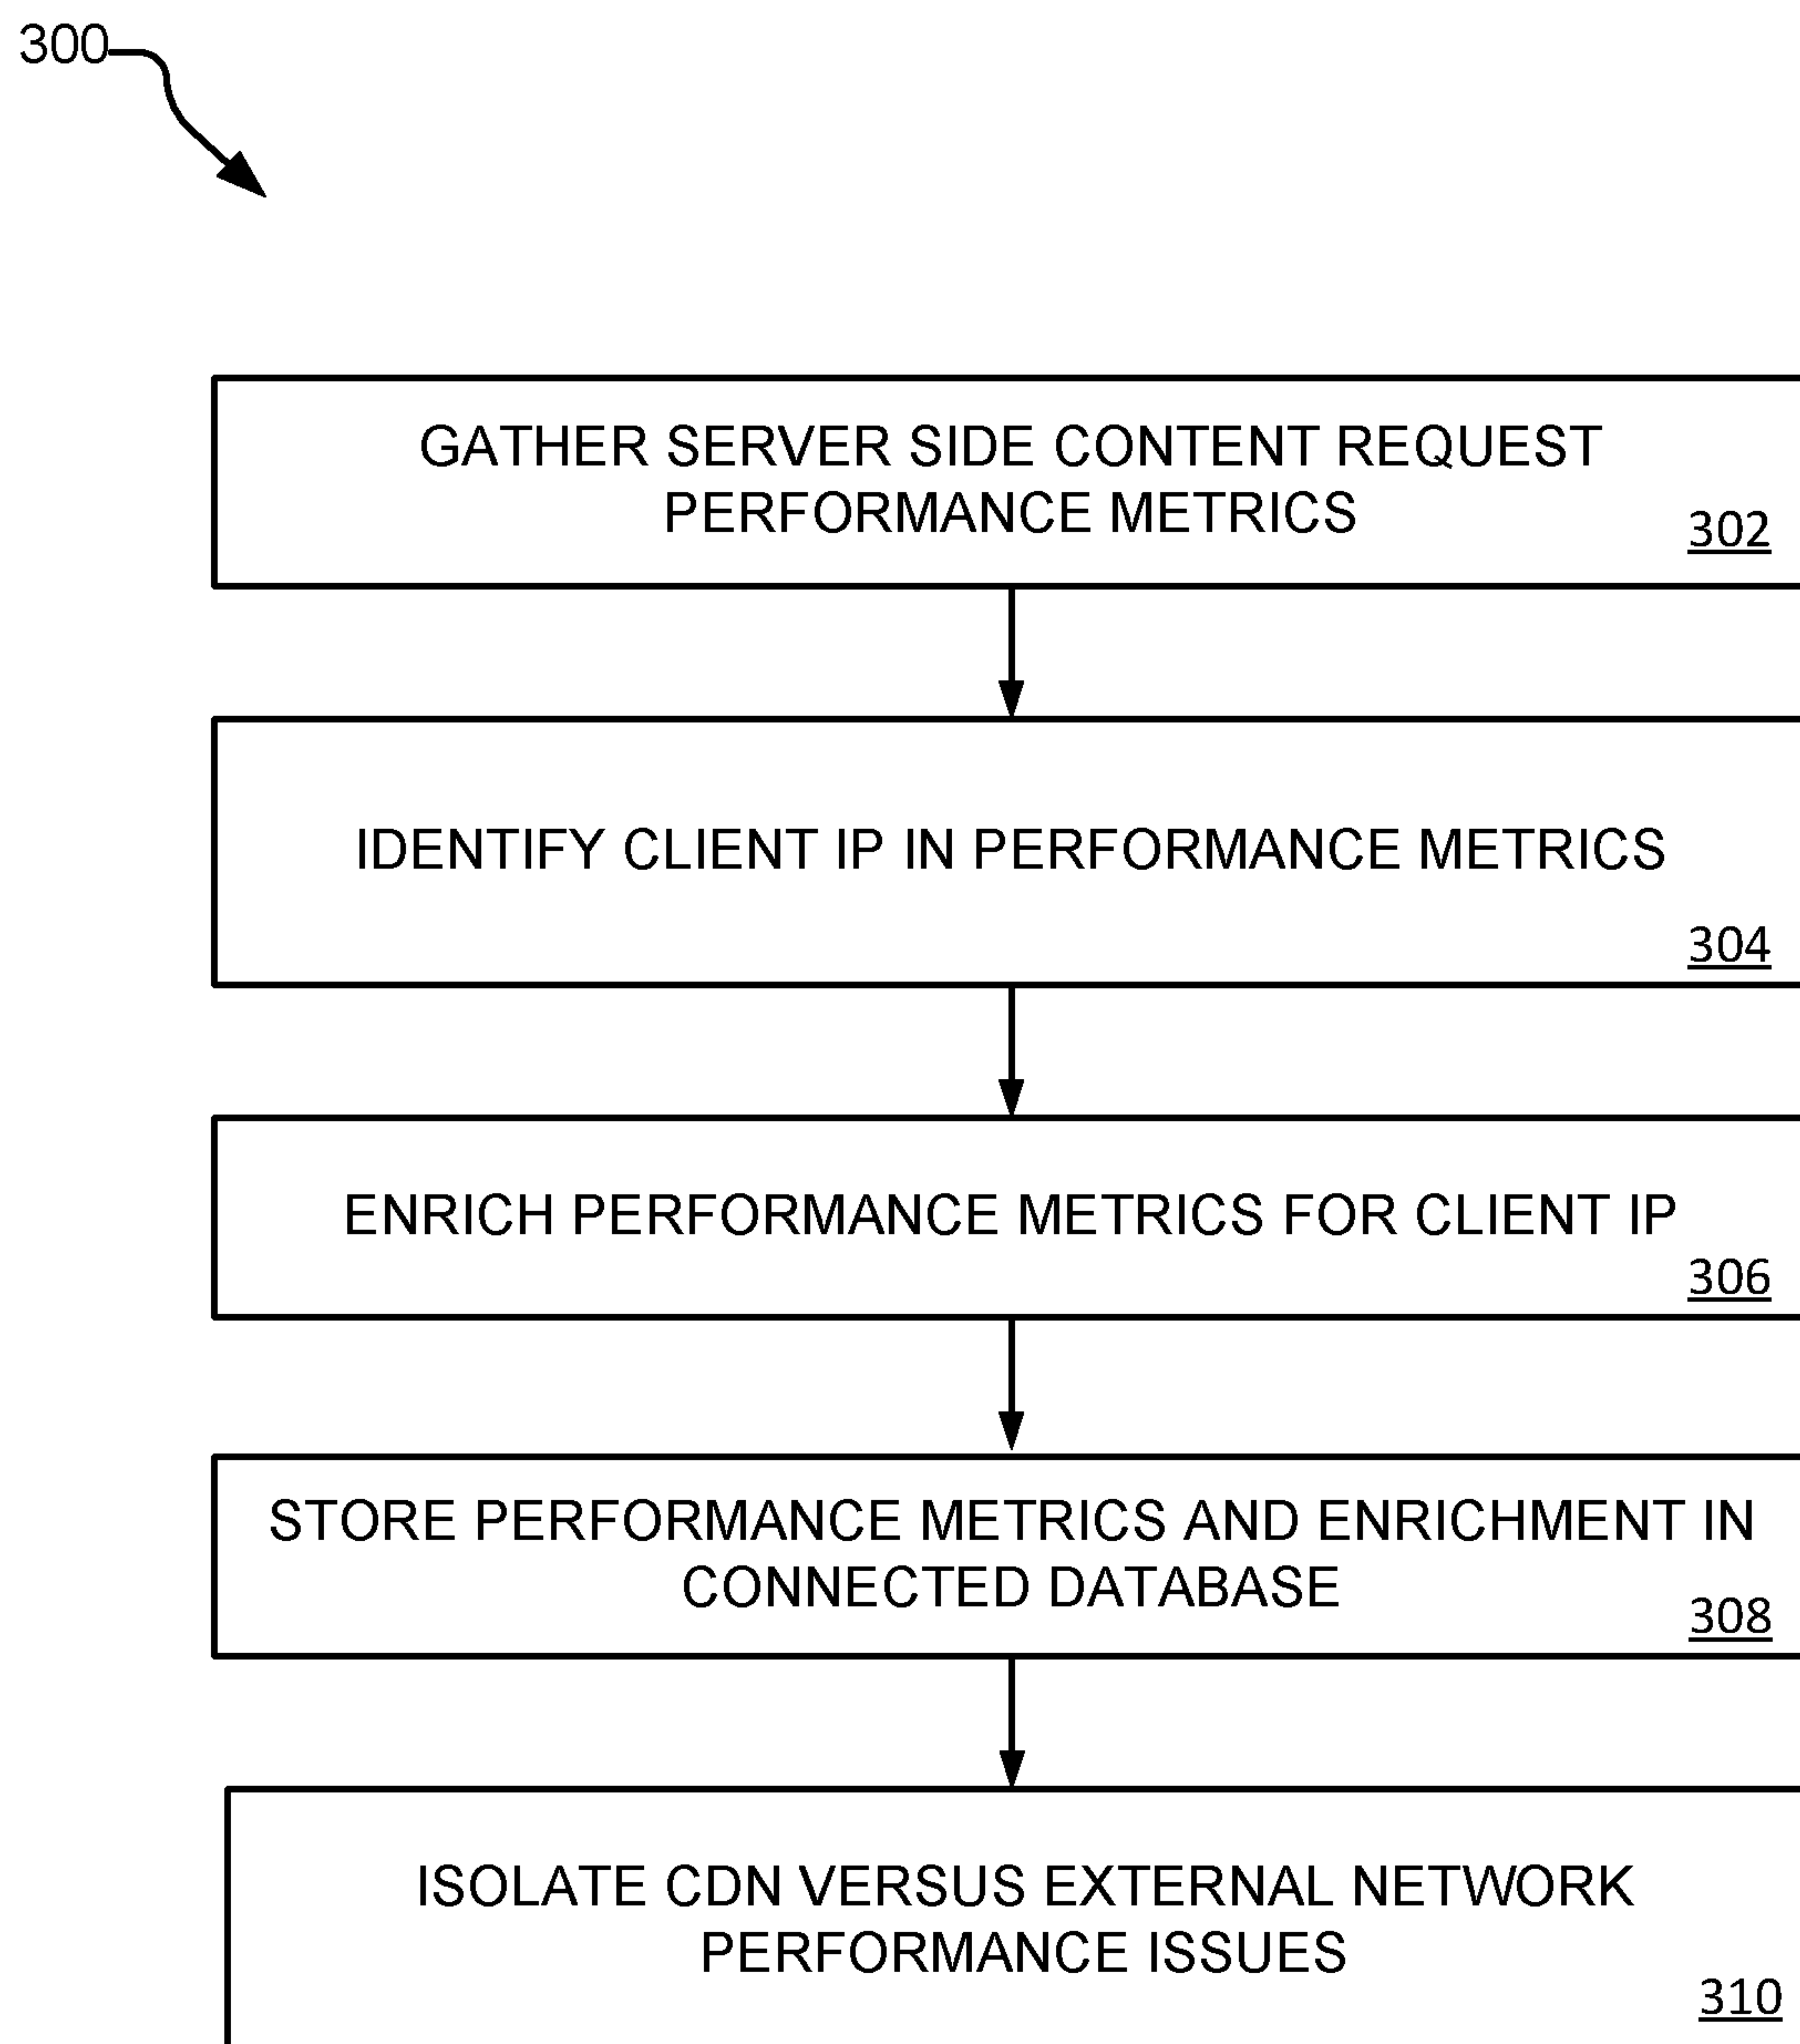 300
GATHER SERVER SIDE CONTENT REQUEST
PERFORMANCE METRICS
302
IDENTIFY CLIENT IP IN PERFORMANCE METRICS
304
ENRICH PERFORMANCE METRICS FOR CLIENT IP
306
STORE PERFORMANCE METRICS AND ENRICHMENT IN
CONNECTED DATABASE
308
ISOLATE CDN VERSUS EXTERNAL NETWORK
PERFORMANCE ISSUES
310